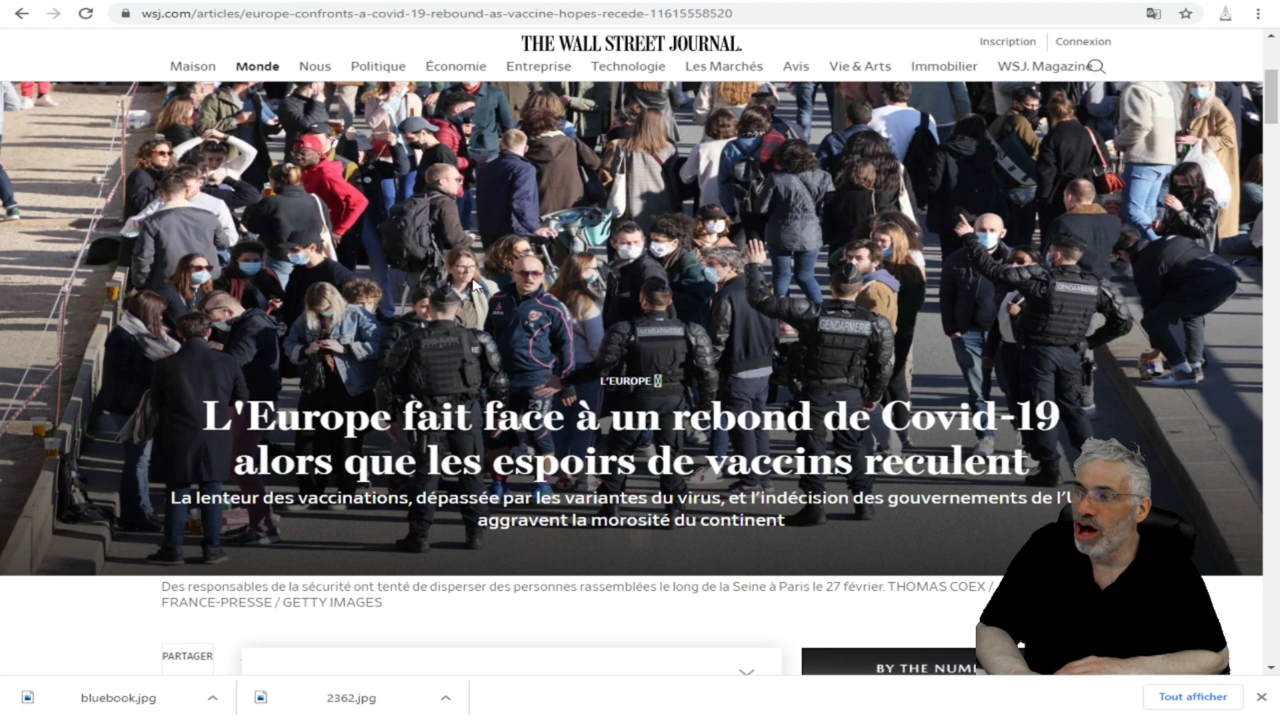 wsj.com/articles/europe-confronts-a-covid-19-rebound-as-vaccine-hopes-recede-11615558520
THE WALL STREET JOURNAL.
Inscription Connexion
Maison Monde Nous Politique Économie Entreprise Technologie Les Marchés Avis Vie & Arts Immobilier WSJ. Magazine
GENDARMERIE
GENDARMERIE
GENDARMERIE
L'EUROPE
L'Europe fait face à un rebond de Covid-19
alors que les espoirs de vaccins reculent
La lenteur des vaccinations, dépassée par les variantes du virus, et l'indécision des gouvernements de
aggravent la morosité du continent
Des responsables de la sécurité ont tenté de disperser des personnes rassemblées le long de la Seine à Paris le 27 février. THOMAS COEX /
FRANCE-PRESSE / GETTY IMAGES
PARTAGER
BY THE
bluebook.jpg 2362.jpg Tout afficher